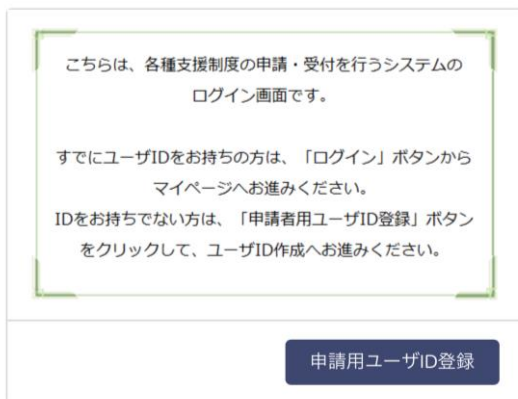 こちらは、各種支援制度の申請・受付を行うシステムの
ログイン画面です。
すでにユーザIDをお持ちの方は、「ログイン」ボタンから
マイページへお進みください。
IDをお持ちでない方は、「申請者用ユーザID登録」ボタン
をクリックして、ユーザID作成へお進みください。
申請用ユーザID登録